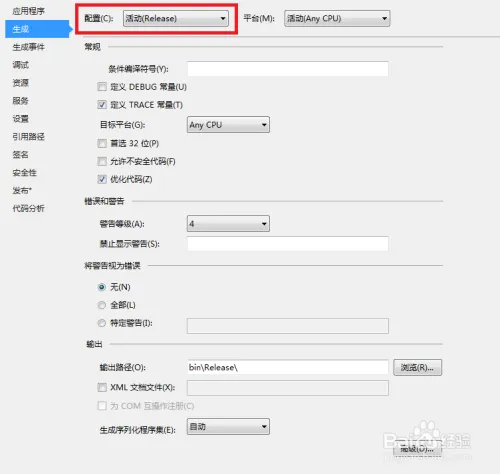 应用程序
配置(C):
活动(Release)
平台(M):
活动(Any CPU)
生成
生成事件
调试
资源
服务
设置
引用路径
签名
安全性
发布*
代码分析
常规
条件编译符号(Y):
定义 DEBUG 常量(U)
定义 TRACE 常量(T)
目标平台(G):
Any CPU
首选 32 位(P)
允许不安全代码(F)
优化代码(Z)
错误和警告
警告等级(A):
4
禁止显示警告(S):
将警告视为错误
无(N)
全部(L)
特定警告(I):
输出
输出路径(O):
bin\Release\
浏览(R)...
XML 文档文件(X):
为 COM 互操作注册(C)
生成序列化程序集(E):
自动
高级(D)...
Baidu 经验